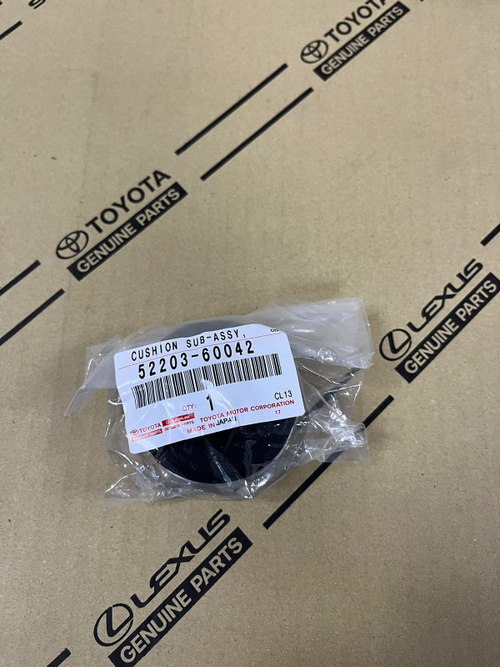 TOYOTA
GENUINE PARTS
TOYOTA
GENUINE PARTS
LEXUS
GENUINE PARTS
CUSHION SUB-ASSY,
52203-60042
QTY: 1
CL13
TOYOTA
TOYOTA MOTOR CORPORATION
MADE IN JAPAN
17
LEXUS
GENUINE PARTS